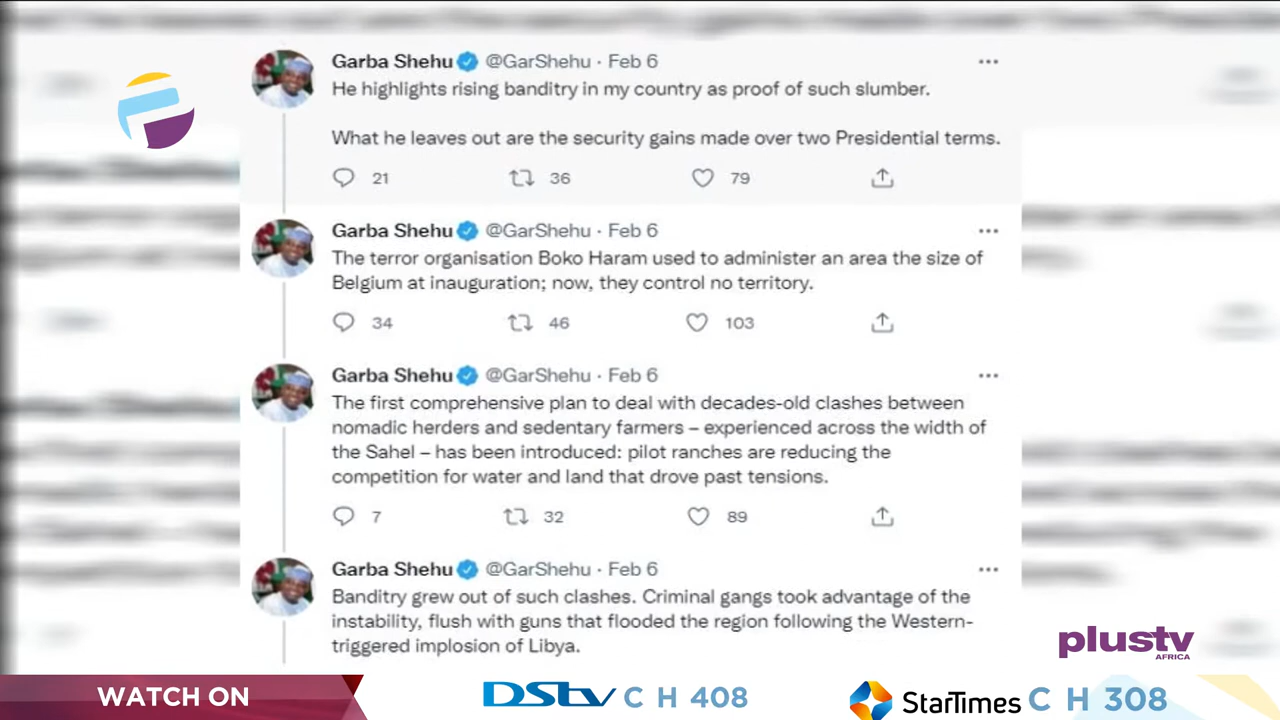 Garba Shehu @GarShehu · Feb 6
He highlights rising banditry in my country as proof of such slumber.
What he leaves out are the security gains made over two Presidential terms.
21 36 79
Garba Shehu @GarShehu · Feb 6
The terror organisation Boko Haram used to administer an area the size of
Belgium at inauguration; now, they control no territory.
34 46 103
Garba Shehu @GarShehu · Feb 6
The first comprehensive plan to deal with decades-old clashes between
nomadic herders and sedentary farmers – experienced across the width of
the Sahel – has been introduced: pilot ranches are reducing the
competition for water and land that drove past tensions.
7 32 89
Garba Shehu @GarShehu · Feb 6
Banditry grew out of such clashes. Criminal gangs took advantage of the
instability, flush with guns that flooded the region following the Western-
triggered implosion of Libya.
plustv
AFRICA
WATCH ON DStv CH 408 StarTimes CH 308